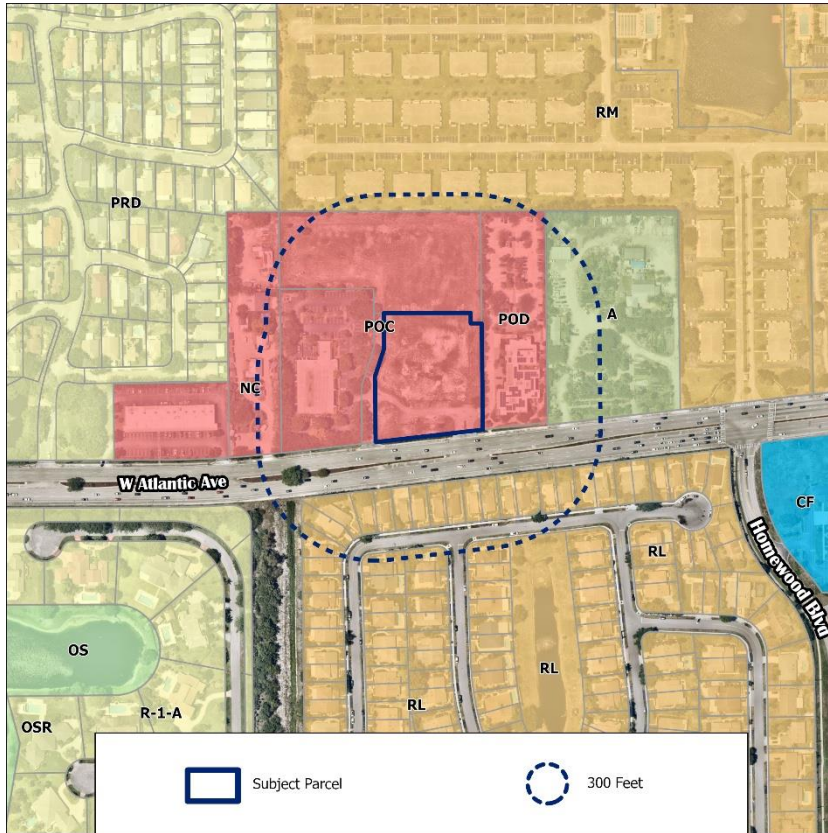 RM
PRD
A
POD
POC
NC
W Atlantic Ave
CF
RL
Homewood Blvd
OS
RL
RL
R-1-A
OSR
Subject Parcel
300 Feet